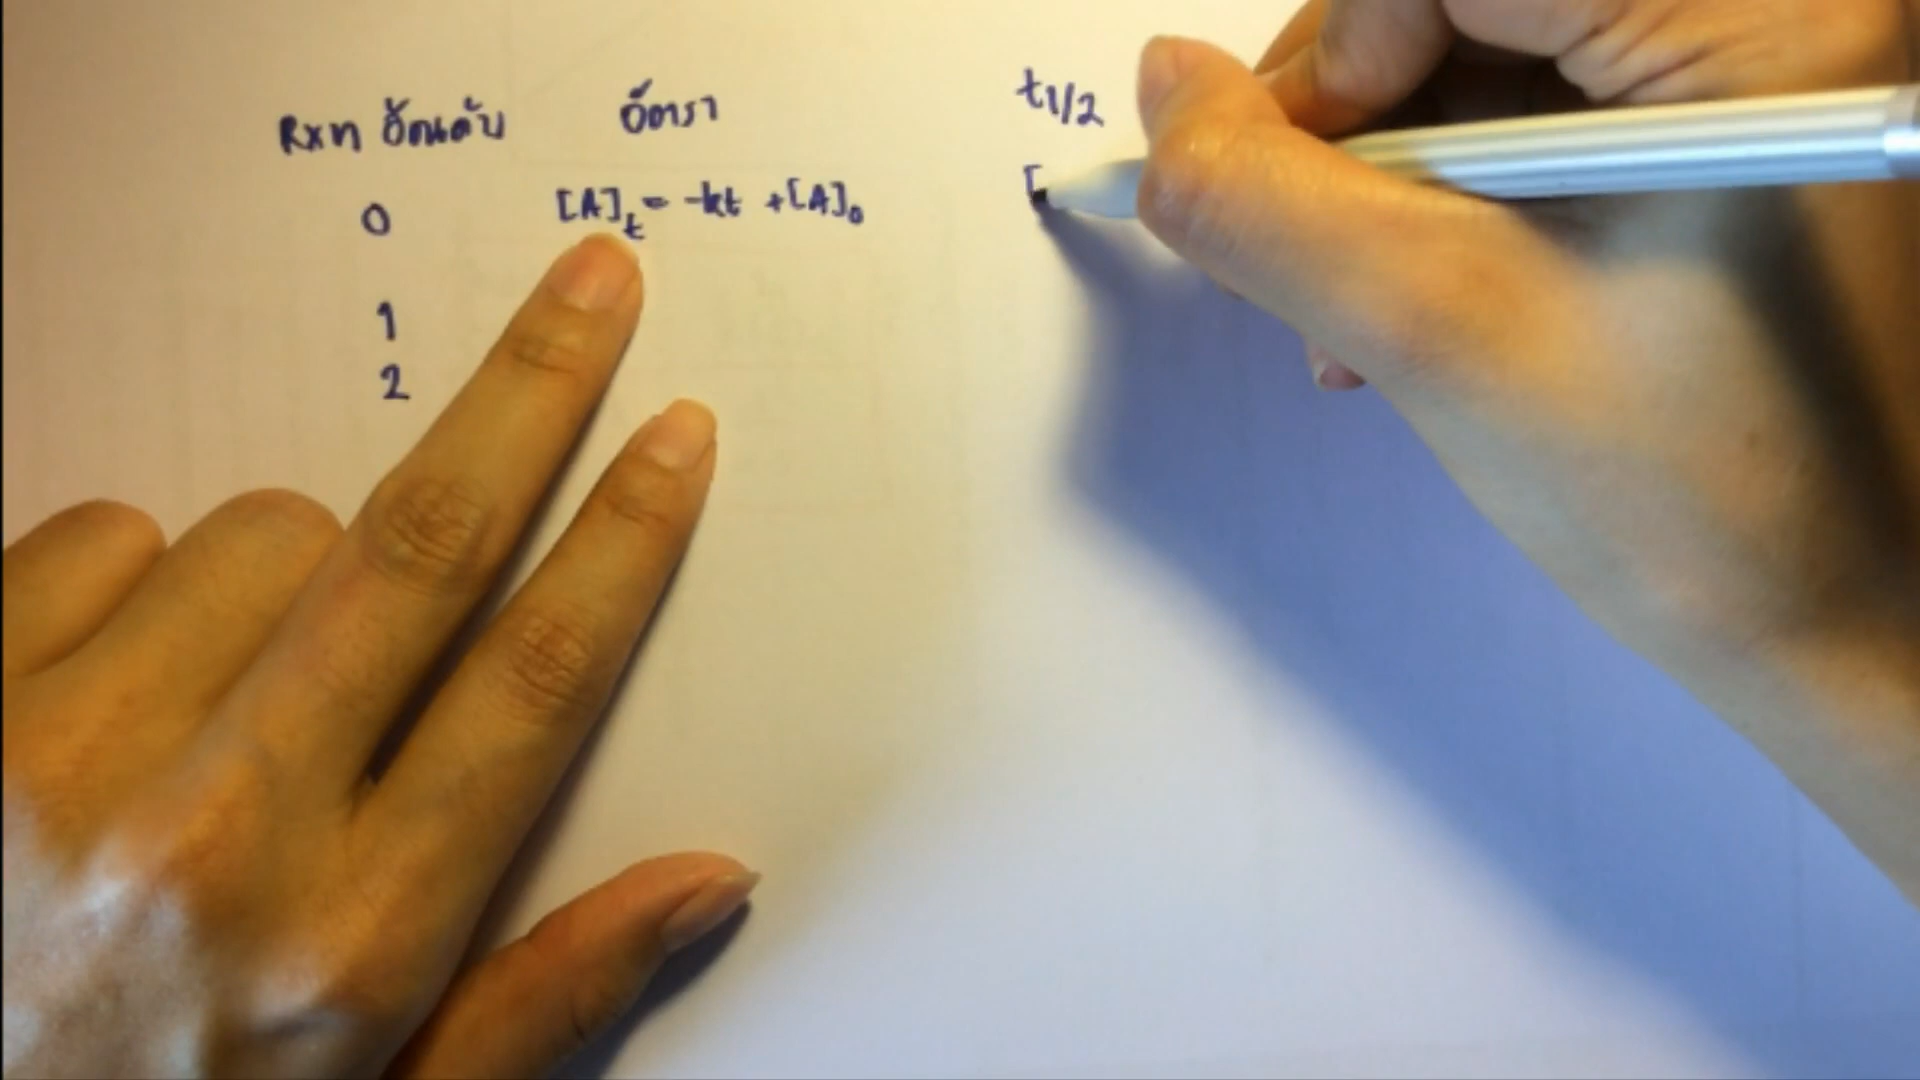 Rxn อันดับ อัตรา t1/2
0 [A]t = -kt + [A]0 [
1
2